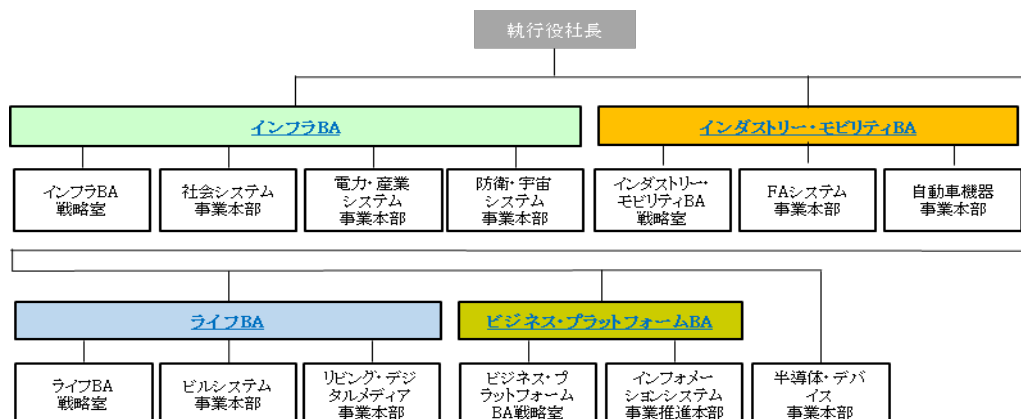 執行役社長
インフラBA
インダストリー・モビリティBA
インフラBA
戦略室
社会システム
事業本部
電力・産業
システム
事業本部
防衛・宇宙
システム
事業本部
インダストリー・
モビリティBA
戦略室
FAシステム
事業本部
自動車機器
事業本部
ライフBA
ビジネス・プラットフォームBA
ライフBA
戦略室
ビルシステム
事業本部
リビング・デジ
タルメディア
事業本部
ビジネス・プ
ラットフォーム
BA戦略室
インフォメー
ションシステム
事業推進本部
半導体・デバ
イス
事業本部